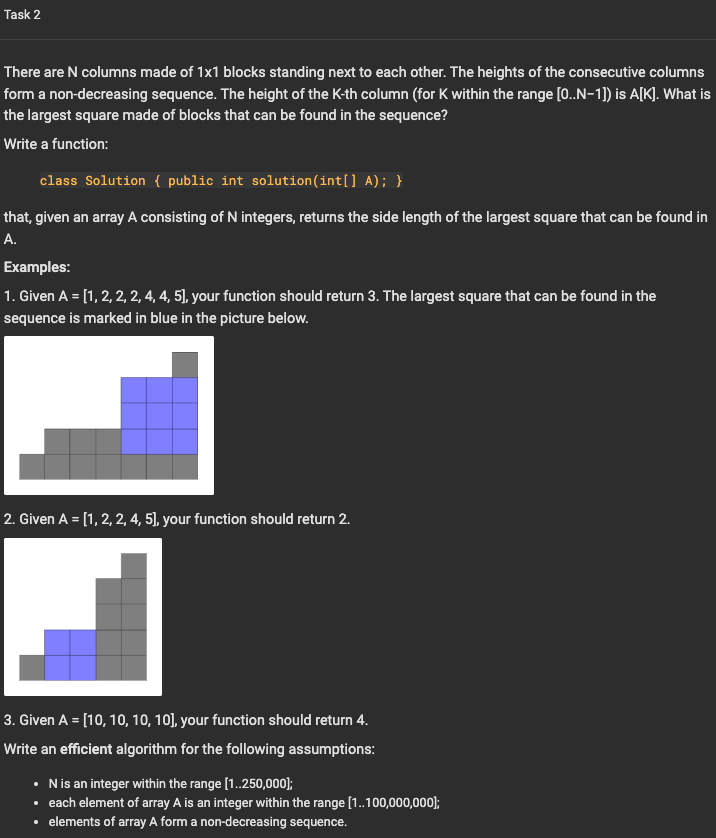 Task 2
There are N columns made of 1x1 blocks standing next to each other. The heights of the consecutive columns
form a non-decreasing sequence. The height of the K-th column (for K within the range [0..N−1]) is A[K]. What is
the largest square made of blocks that can be found in the sequence?
Write a function:
class Solution { public int solution(int[] A); }
that, given an array A consisting of N integers, returns the side length of the largest square that can be found in
A.
Examples:
1. Given A = [1, 2, 2, 2, 4, 4, 5], your function should return 3. The largest square that can be found in the
sequence is marked in blue in the picture below.
2. Given A = [1, 2, 2, 4, 5], your function should return 2.
3. Given A = [10, 10, 10, 10], your function should return 4.
Write an efficient algorithm for the following assumptions:
• N is an integer within the range [1..250,000];
• each element of array A is an integer within the range [1..100,000,000];
• elements of array A form a non-decreasing sequence.